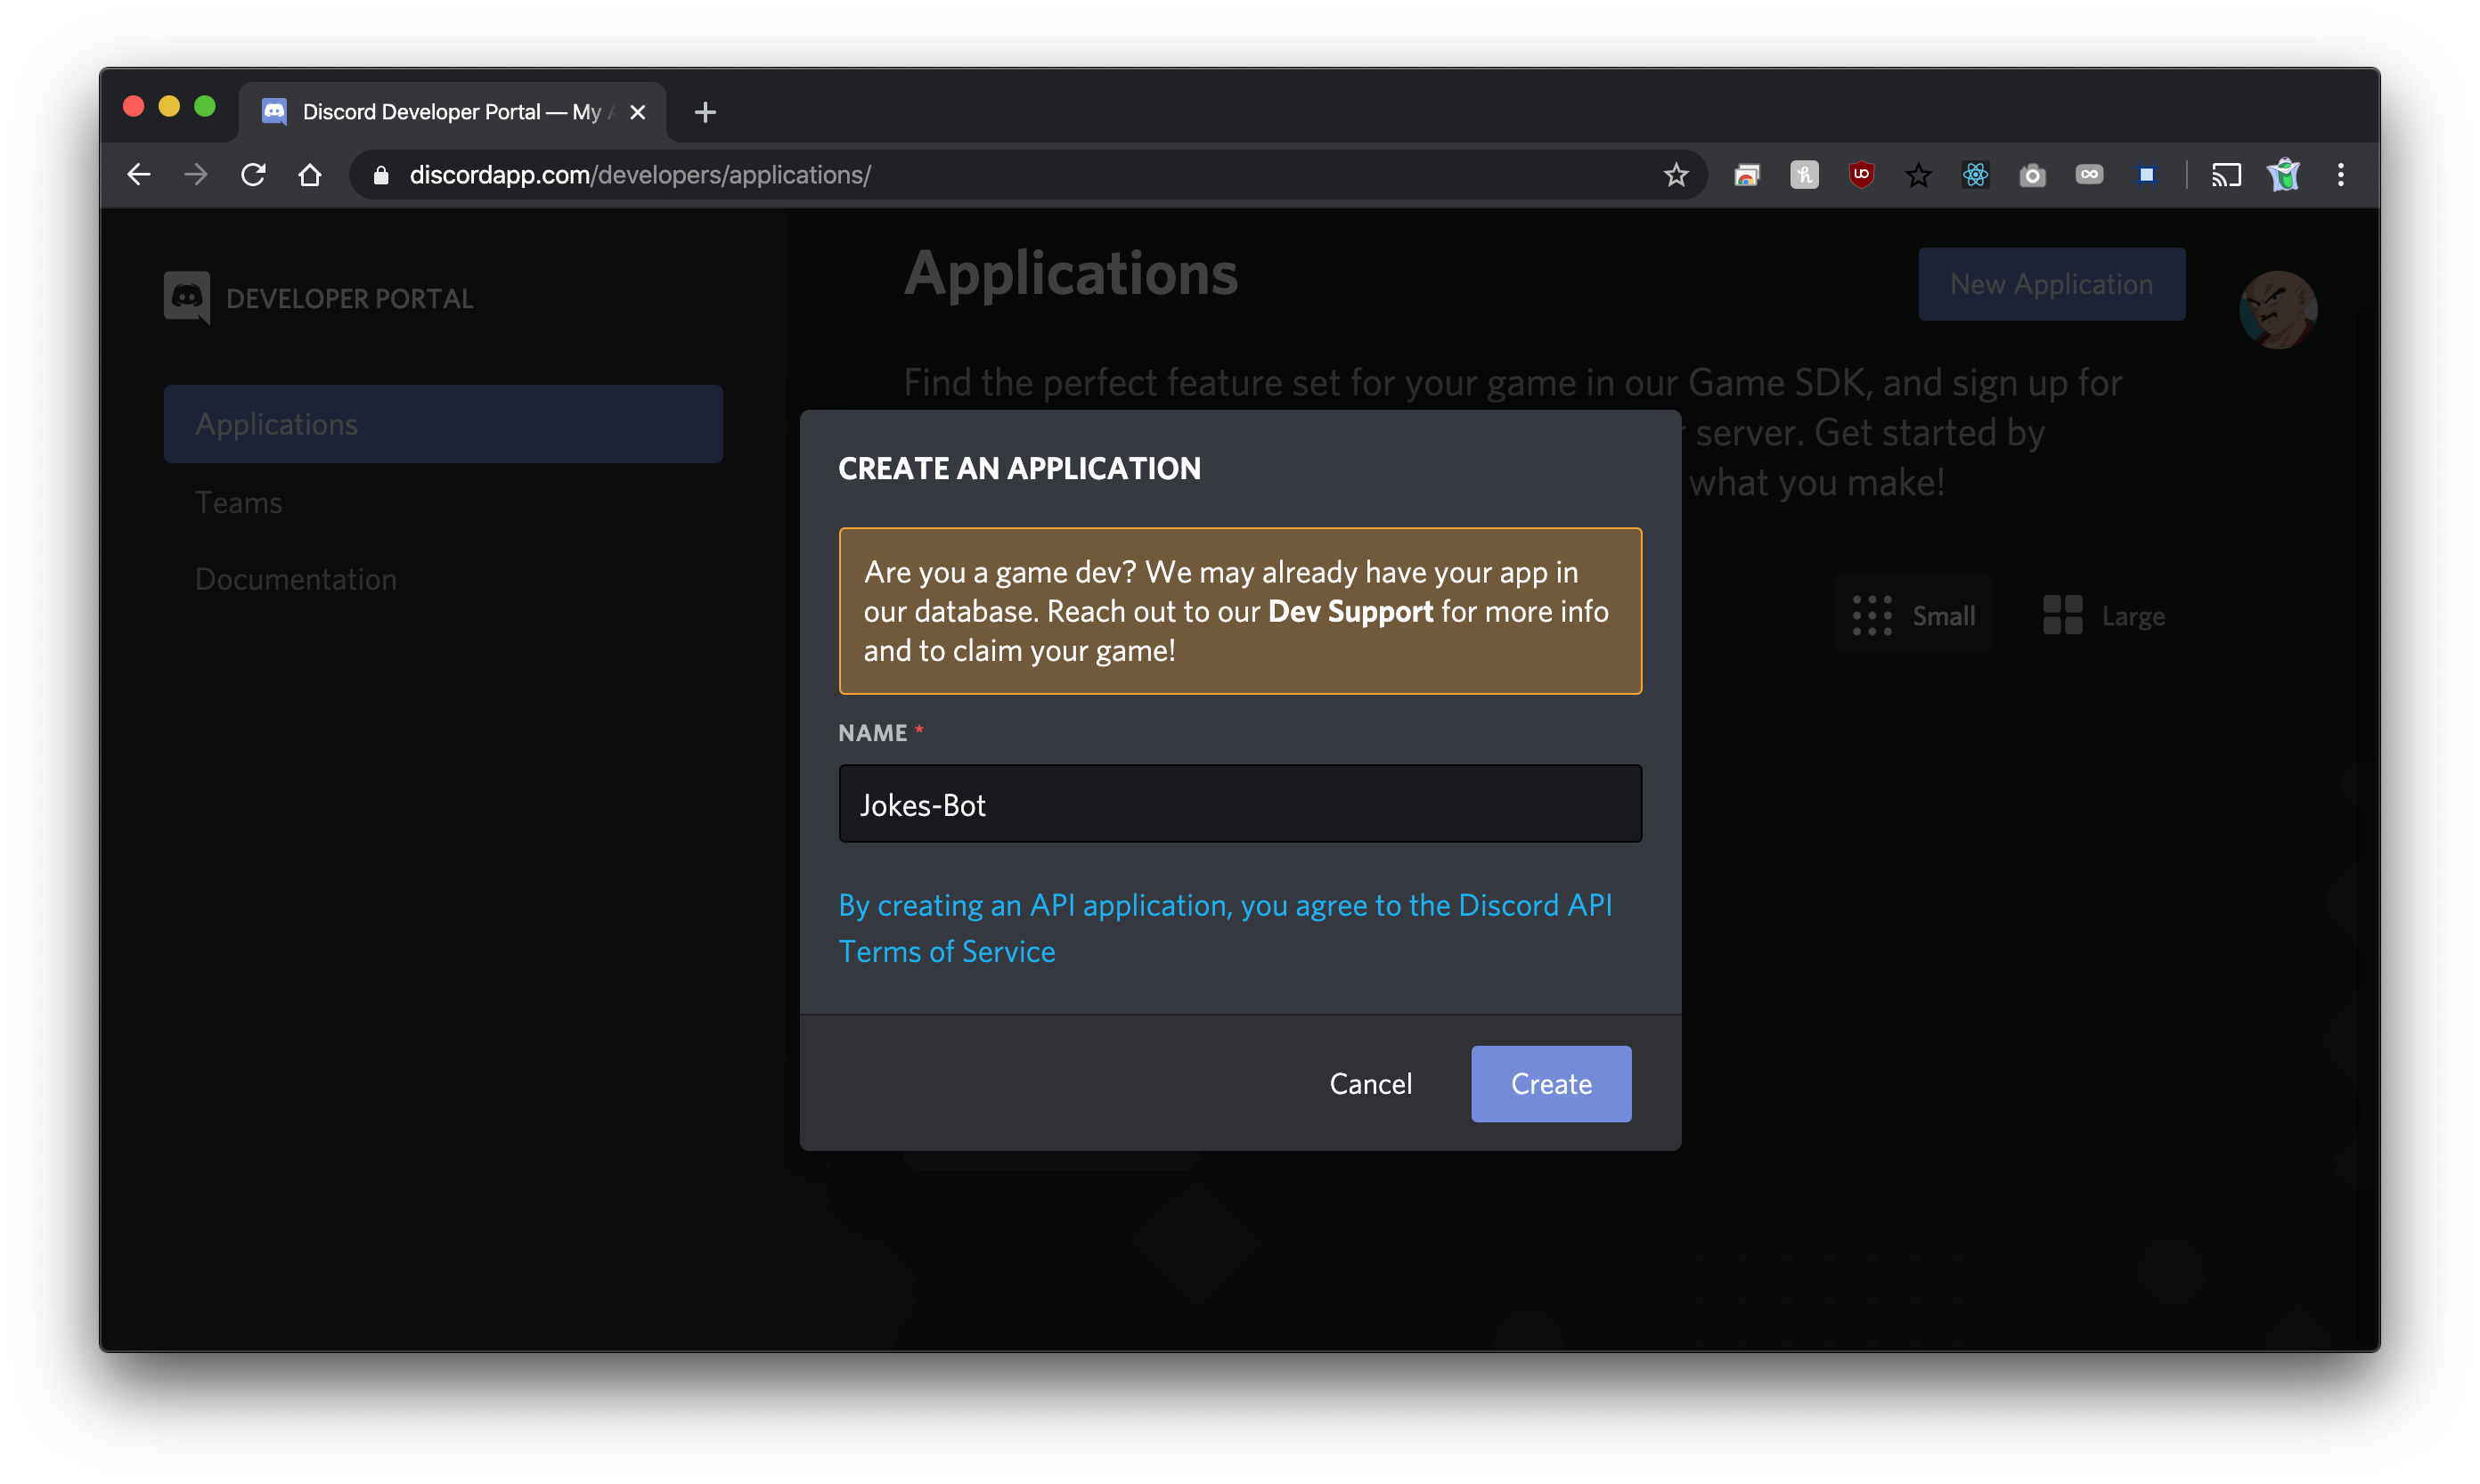 Discord Developer Portal — My
discordapp.com/developers/applications/
DEVELOPER PORTAL
Applications
Teams
Documentation
Applications
New Application
Find the perfect feature set for your game in our Game SDK, and sign up for
server. Get started by
what you make!
Small
Large
CREATE AN APPLICATION
Are you a game dev? We may already have your app in
our database. Reach out to our Dev Support for more info
and to claim your game!
NAME *
Jokes-Bot
By creating an API application, you agree to the Discord API
Terms of Service
Cancel
Create